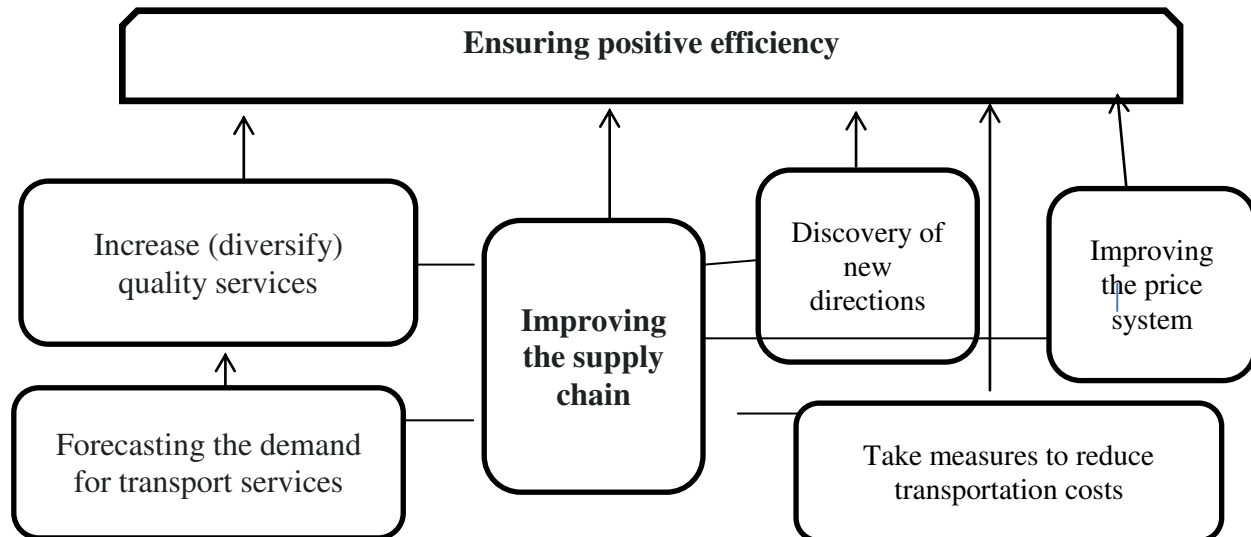 Ensuring positive efficiency
Increase (diversify)
quality services
Improving
the supply
chain
Discovery of
new
directions
Improving
the price
system
Forecasting the demand
for transport services
Take measures to reduce
transportation costs